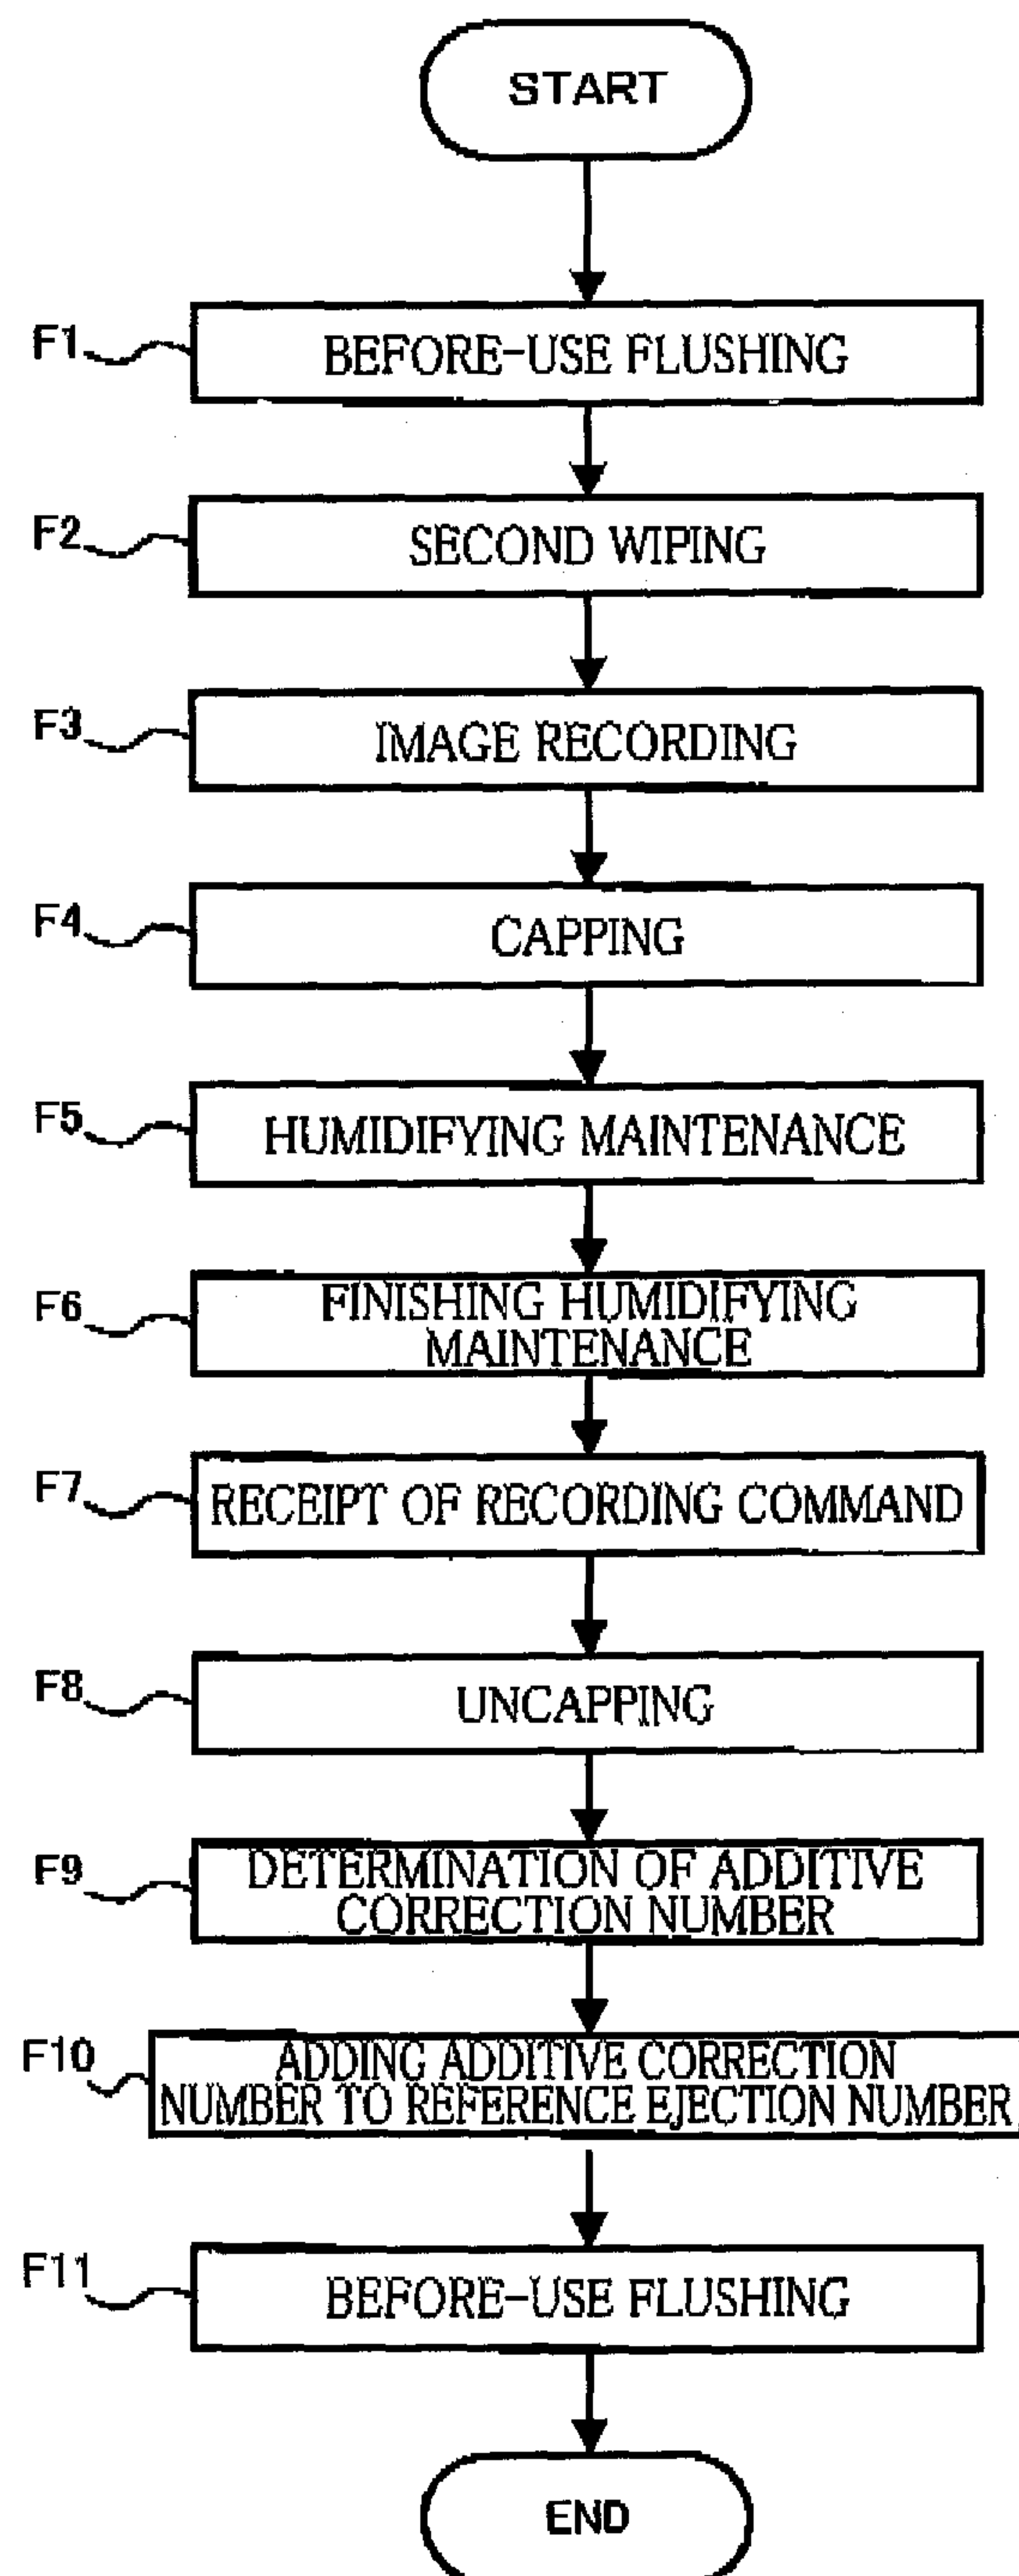 START
F1
BEFORE-USE FLUSHING
F2
SECOND WIPING
F3
IMAGE RECORDING
F4
CAPPING
F5
HUMIDIFYING MAINTENANCE
F6
FINISHING HUMIDIFYING
MAINTENANCE
F7
RECEIPT OF RECORDING COMMAND
F8
UNCAPPING
F9
DETERMINATION OF ADDITIVE
CORRECTION NUMBER
F10
ADDING ADDITIVE CORRECTION
NUMBER TO REFERENCE EJECTION NUMBER
F11
BEFORE-USE FLUSHING
END